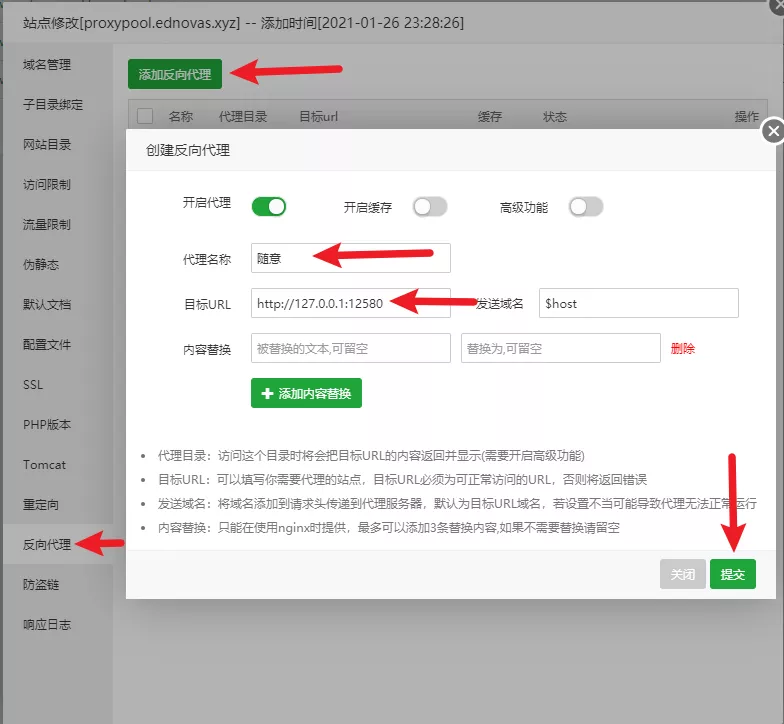 站点修改[proxypool.ednovas.xyz] -- 添加时间[2021-01-26 23:28:26]
域名管理
子目录绑定
网站目录
访问限制
流量限制
伪静态
默认文档
配置文件
SSL
PHP版本
Tomcat
重定向
反向代理
防盗链
响应日志
添加反向代理
名称 代理目录 目标url 缓存 状态 操作
创建反向代理
开启代理 开启缓存 高级功能
代理名称 随意
目标URL http://127.0.0.1:12580 发送域名 $host
内容替换 被替换的文本,可留空 替换为,可留空 删除
添加内容替换
• 代理目录：访问这个目录时将会把目标URL的内容返回并显示(需要开启高级功能)
• 目标URL：可以填写你需要代理的站点，目标URL必须为可正常访问的URL，否则将返回错误
• 发送域名：将域名添加到请求头传递到代理服务器，默认为目标URL域名，若设置不当可能导致代理无法正常运行
• 内容替换：只能在使用nginx时提供，最多可以添加3条替换内容,如果不需要替换请留空
关闭 提交